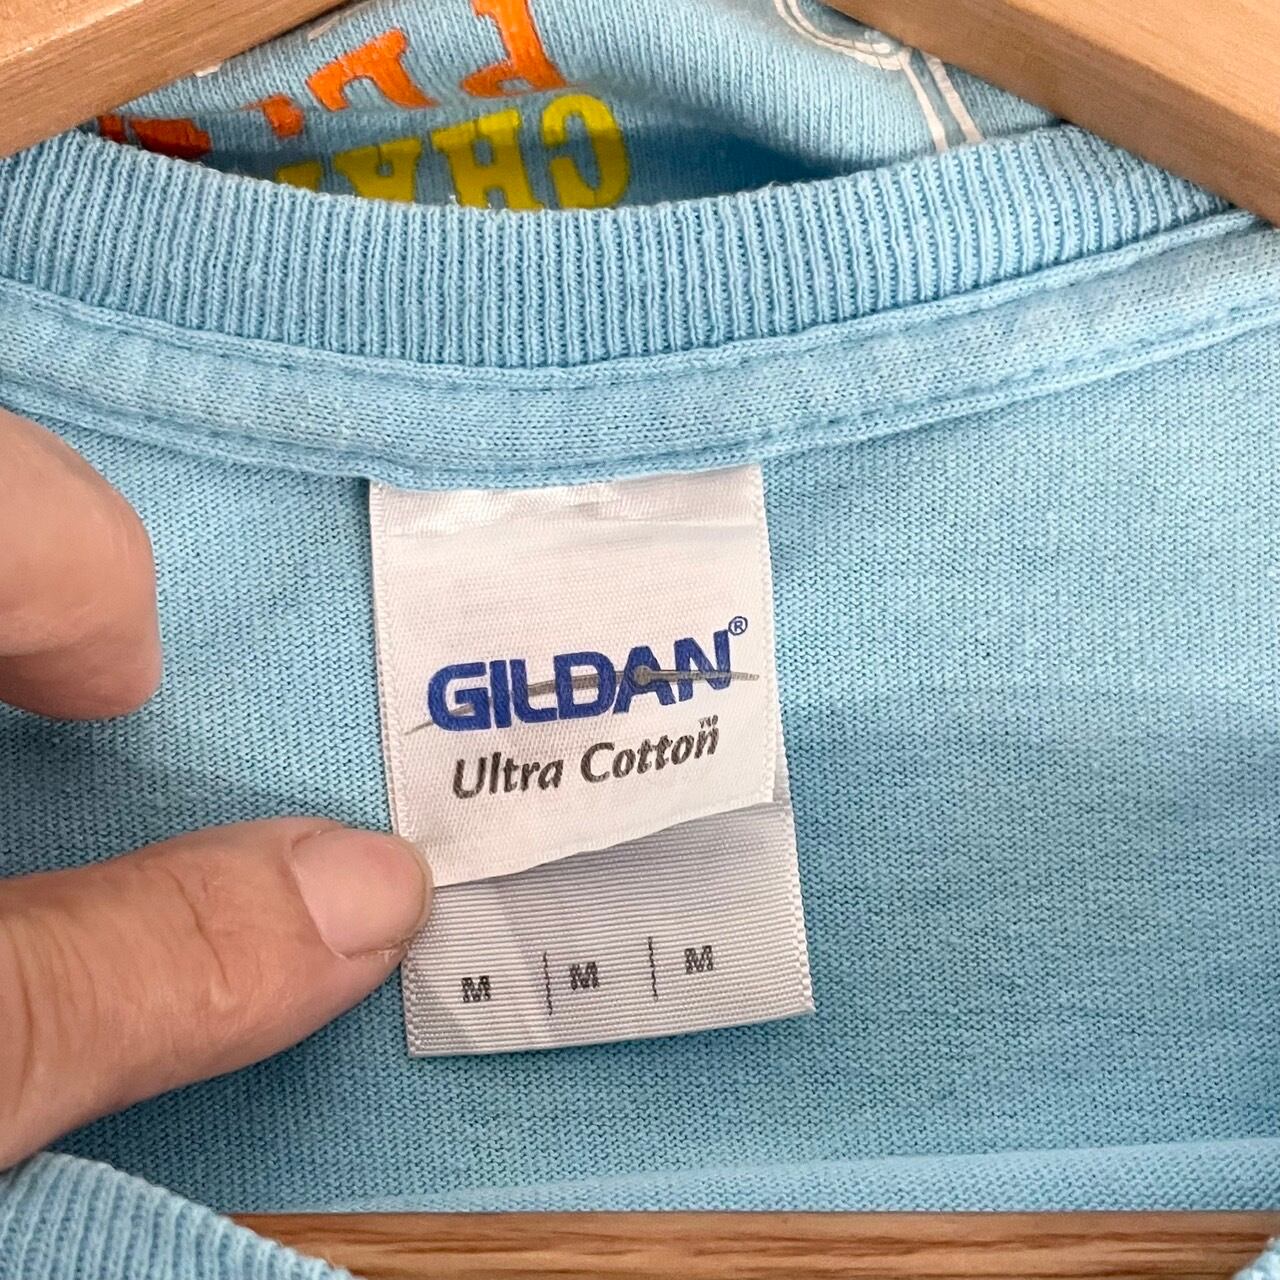 GILDAN®
Ultra Cotton™
M | M | M